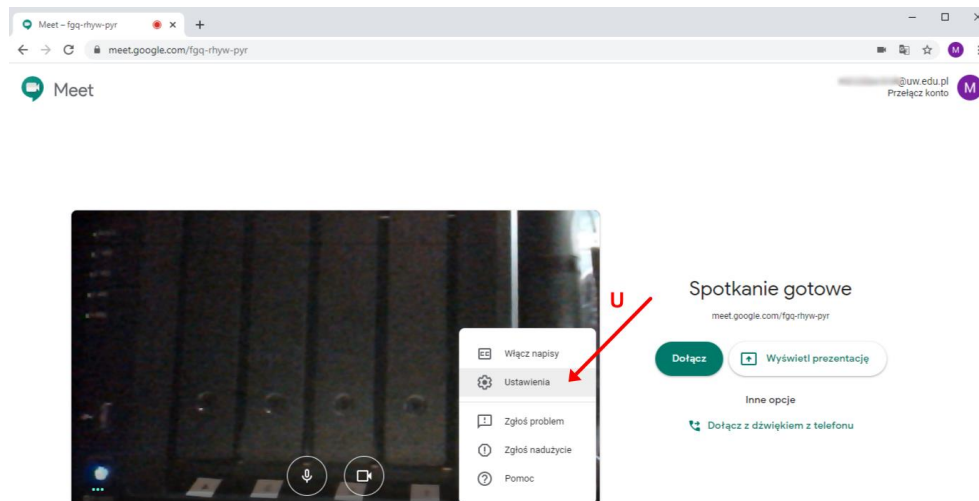 Meet – fgq-rhyw-pyr
meet.google.com/fgq-rhyw-pyr
M
Meet
@uw.edu.pl
Przełącz konto
M
U
Spotkanie gotowe
meet.google.com/fgq-rhyw-pyr
Dołącz
Wyświetl prezentację
Inne opcje
Dołącz z dźwiękiem z telefonu
CC Włącz napisy
Ustawienia
Zgłoś problem
Zgłoś nadużycie
Pomoc